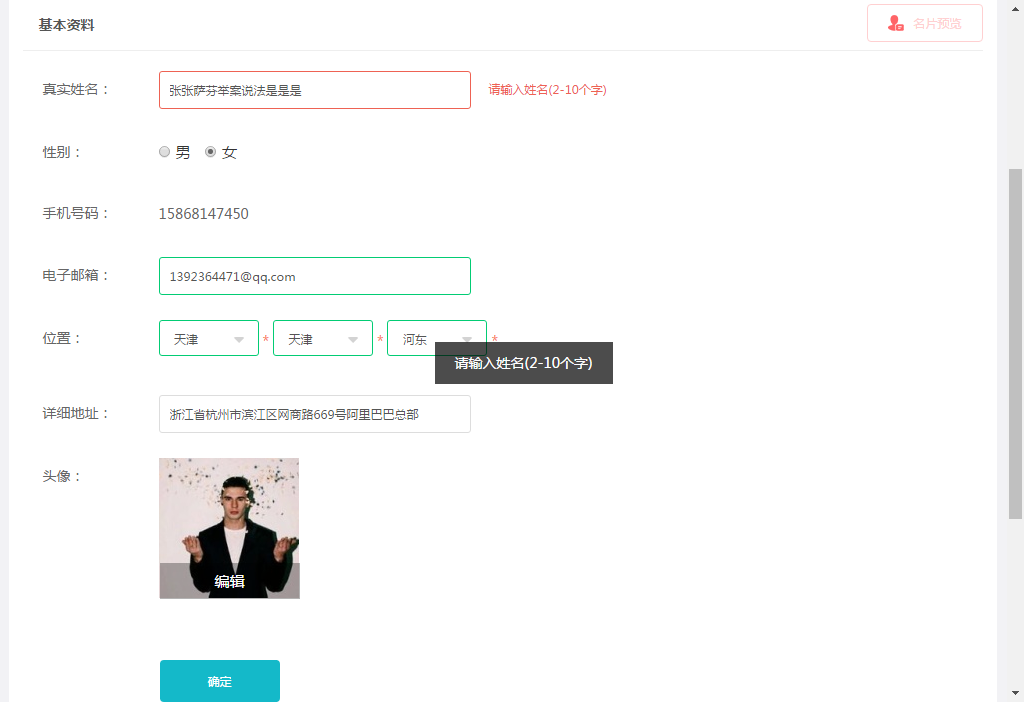 基本资料
名片预览
真实姓名：
张张萨芬举案说法是是是
请输入姓名(2-10个字)
性别：
男
女
手机号码：
15868147450
电子邮箱：
1392364471@qq.com
位置：
天津
*
天津
*
河东
*
请输入姓名(2-10个字)
详细地址：
浙江省杭州市滨江区网商路669号阿里巴巴总部
头像：
编辑
确定